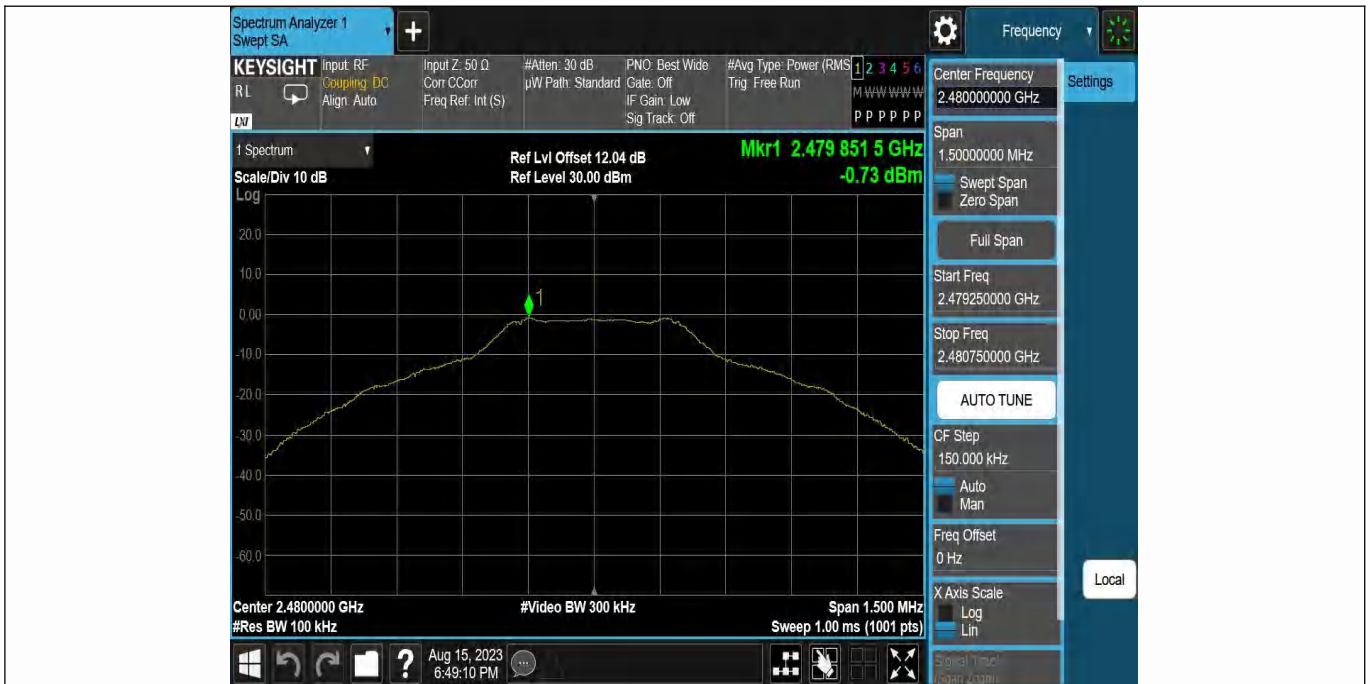 Spectrum Analyzer 1
Swept SA
+
Frequency
KEYSIGHT
RL
LXI
Input: RF
Coupling: DC
Align: Auto
Input Z: 50 Ω
Corr CCorr
Freq Ref: Int (S)
#Atten: 30 dB
µW Path: Standard
PNO: Best Wide
Gate: Off
IF Gain: Low
Sig Track: Off
#Avg Type: Power (RMS
Trig: Free Run
1 2 3 4 5 6
M W W W W W
P P P P P P
1 Spectrum
Scale/Div 10 dB
Ref Lvl Offset 12.04 dB
Ref Level 30.00 dBm
Mkr1 2.479 851 5 GHz
-0.73 dBm
Log
20.0
10.0
0.00
-10.0
-20.0
-30.0
-40.0
-50.0
-60.0
1
Center 2.4800000 GHz
#Res BW 100 kHz
#Video BW 300 kHz
Span 1.500 MHz
Sweep 1.00 ms (1001 pts)
Center Frequency
2.480000000 GHz
Settings
Span
1.50000000 MHz
Swept Span
Zero Span
Full Span
Start Freq
2.479250000 GHz
Stop Freq
2.480750000 GHz
AUTO TUNE
CF Step
150.000 kHz
Auto
Man
Freq Offset
0 Hz
X Axis Scale
Log
Lin
Signal Track
(Span Zoom)
Local
?
Aug 15, 2023
6:49:10 PM